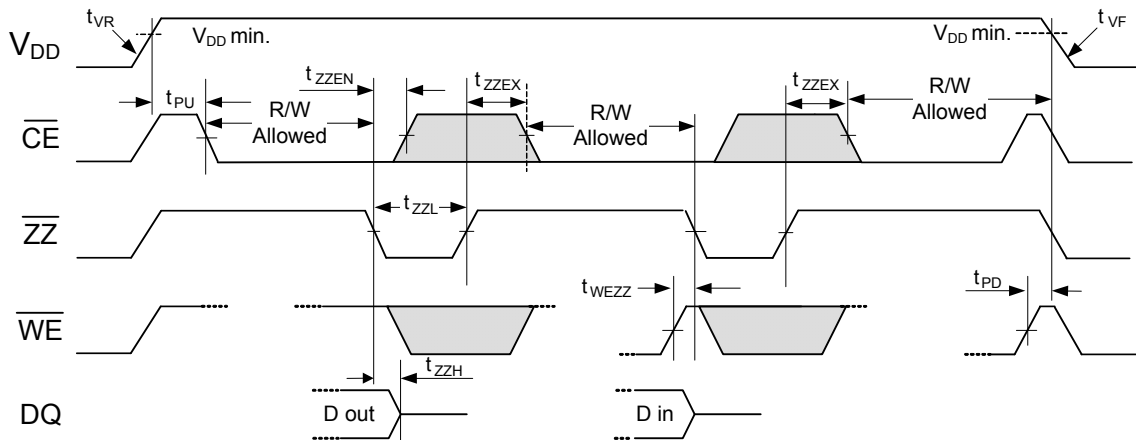 tVR
VDD
VDD min.
VDD min.
tVF
tPU
R/W
Allowed
tZZEN
tZZEX
R/W
Allowed
tZZEX
R/W
Allowed
CE
ZZ
tZZL
WE
tWEZZ
tPD
tZZH
DQ
D out
D in